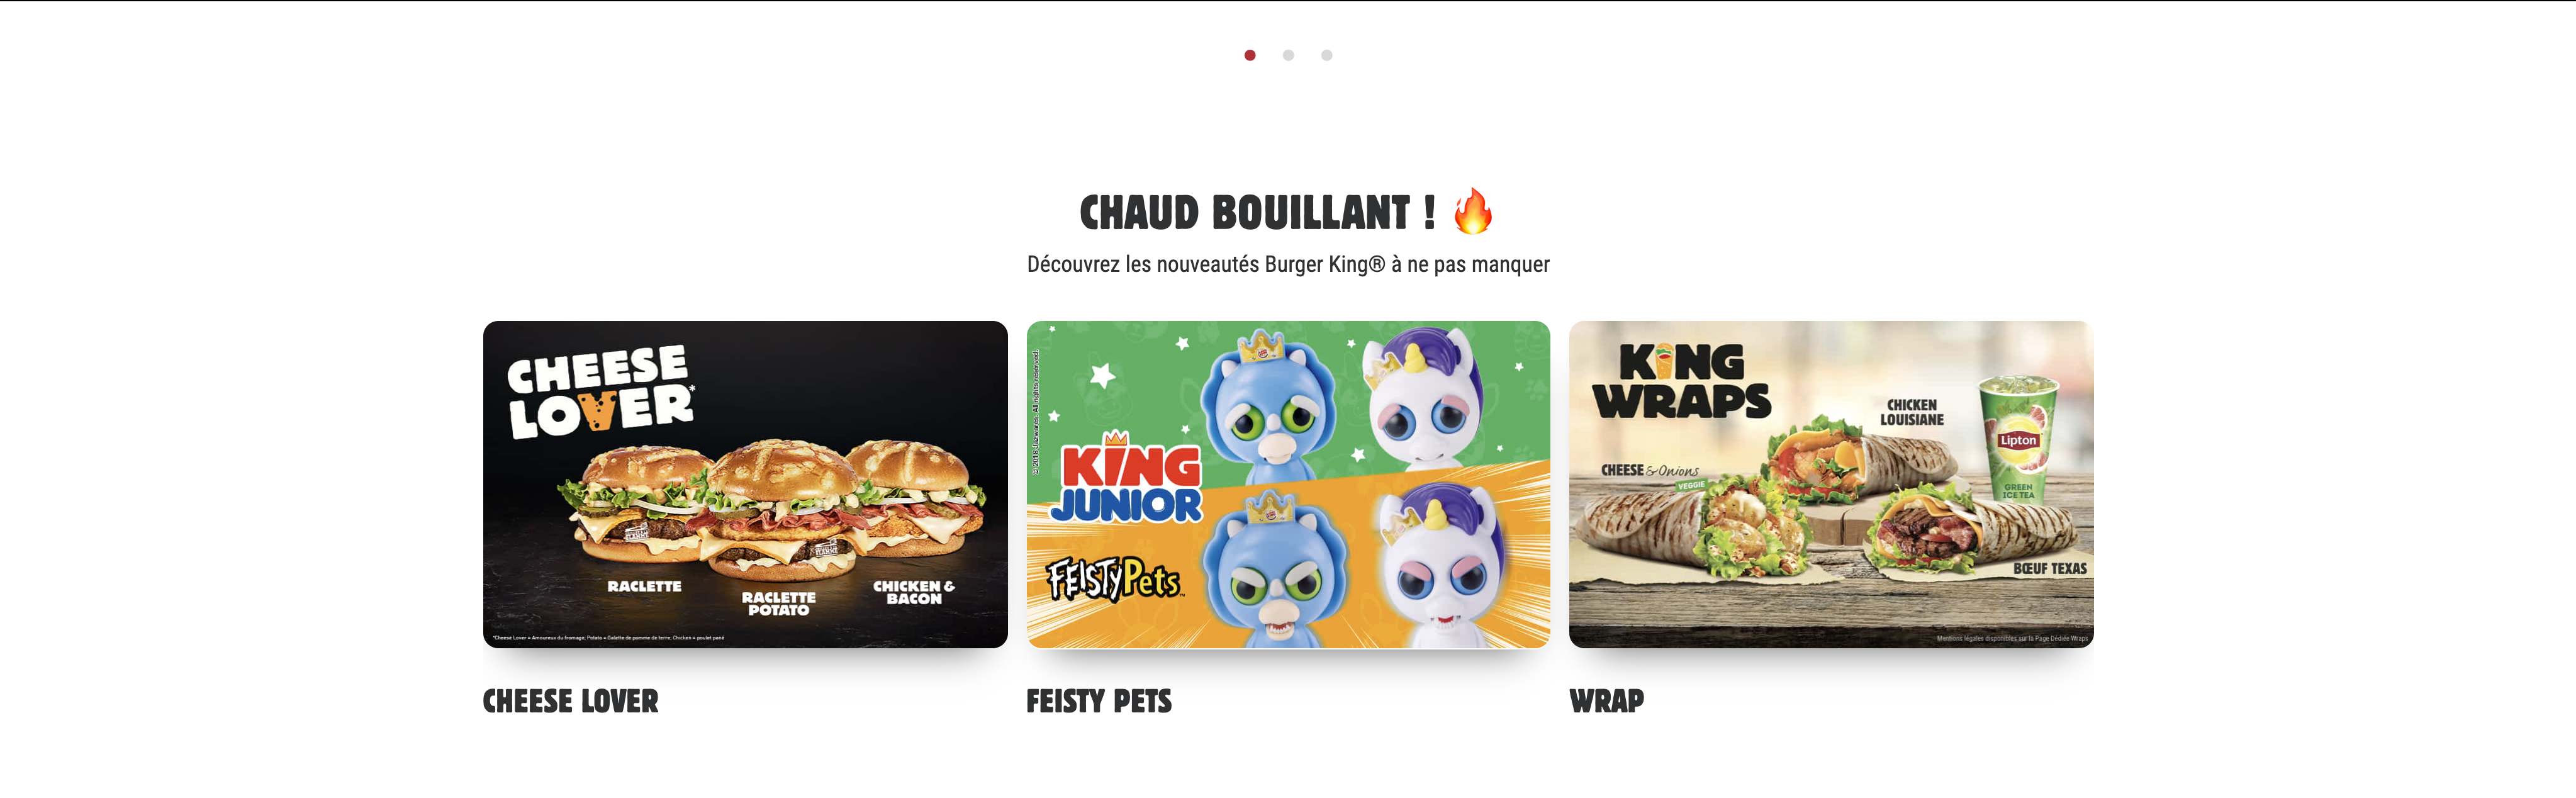 CHAUD BOUILLANT ! 🔥
Découvrez les nouveautés Burger King® à ne pas manquer
CHEESE
LOVER*
RACLETTE
RACLETTE
POTATO
CHICKEN &
BACON
*Cheese Lover = Amoureux du fromage; Potato = Galette de pomme de terre; Chicken = poulet pané
CHEESE LOVER
© 2018 Jazwares. All rights reserved.
KING
JUNIOR
FEISTY Pets™
FEISTY PETS
KING
WRAPS
CHICKEN
LOUISIANE
Lipton
GREEN
ICE TEA
CHEESE & Onions
VEGGIE
BŒUF TEXAS
Mentions légales disponibles sur la Page Dédiée Wraps
WRAP